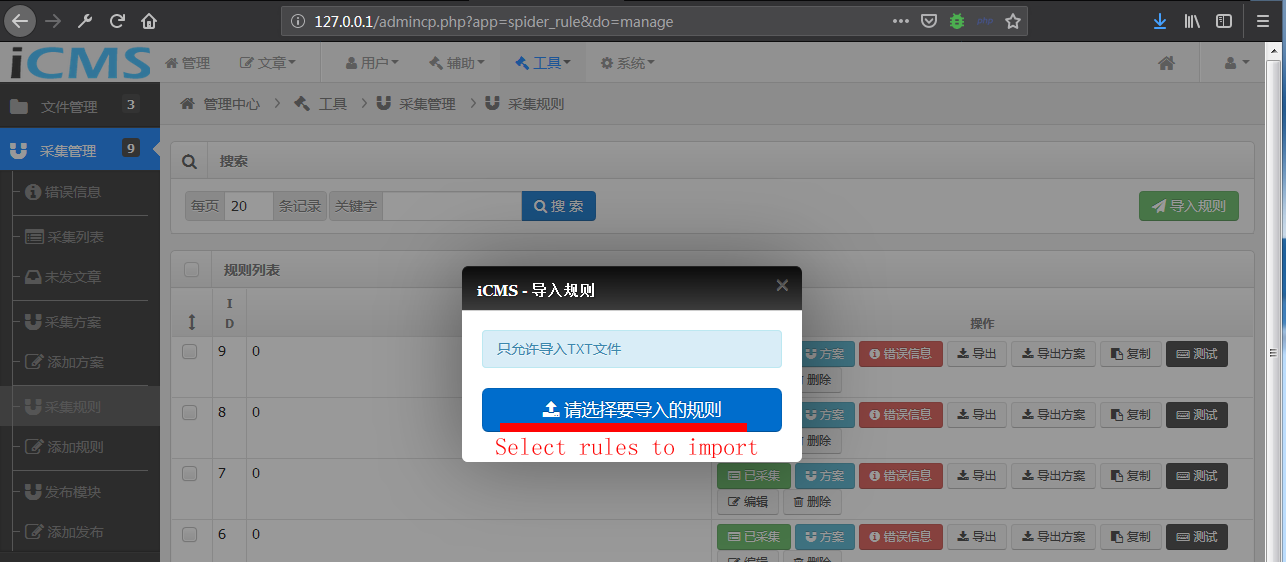 127.0.0.1/admincp.php?app=spider_rule&do=manage
iCMS 管理 文章 用户 辅助 工具 系统
文件管理 3
管理中心 > 工具 > 采集管理 > 采集规则
采集管理 9
搜索
错误信息
每页 20 条记录 关键字 搜 索 导入规则
采集列表
未发文章
规则列表
iCMS - 导入规则
ID
操作
采集方案
只允许导入TXT文件
9 0 方案 错误信息 导出 导出方案 复制 测试
添加方案
删除
采集规则
请选择要导入的规则
8 0 方案 错误信息 导出 导出方案 复制 测试
添加规则
删除
Select rules to import
7 0 已采集 方案 错误信息 导出 导出方案 复制 测试
发布模块
编辑 删除
添加发布
6 0 已采集 方案 错误信息 导出 导出方案 复制 测试
编辑 删除